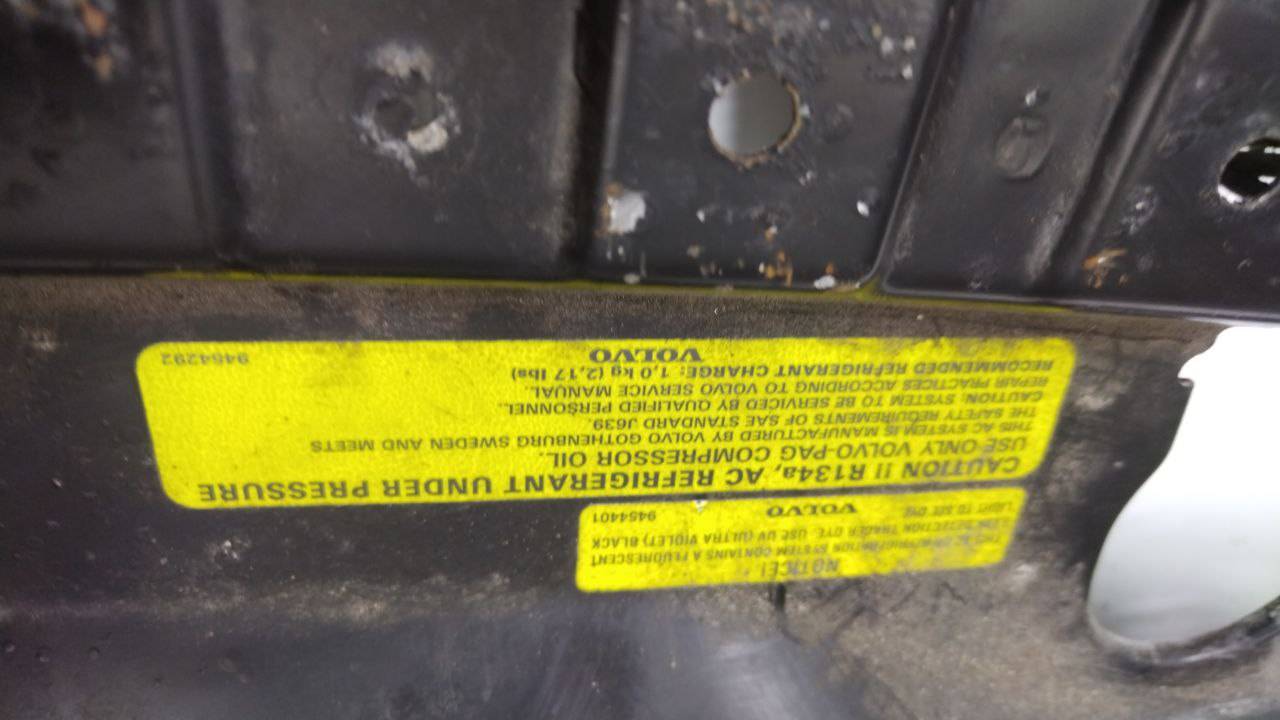 NOTICE!
THIS AC REFRIGERATION SYSTEM CONTAINS A FLUORESCENT
LEAK DETECTION TRACER DYE. USE UV (ULTRA VIOLET) BLACK
LIGHT TO SEE DYE
VOLVO 9454401
CAUTION !! R134a, AC REFRIGERANT UNDER PRESSURE
USE ONLY VOLVO-PAG COMPRESSOR OIL.
THIS AC SYSTEM IS MANUFACTURED BY VOLVO GOTHENBURG SWEDEN AND MEETS
THE SAFETY REQUIREMENTS OF SAE STANDARD J639.
CAUTION: SYSTEM TO BE SERVICED BY QUALIFIED PERSONNEL.
REPAIR PRACTICES ACCORDING TO VOLVO SERVICE MANUAL.
RECOMMENDED REFRIGERANT CHARGE: 1,0 kg (2,17 lbs)
VOLVO 9464292